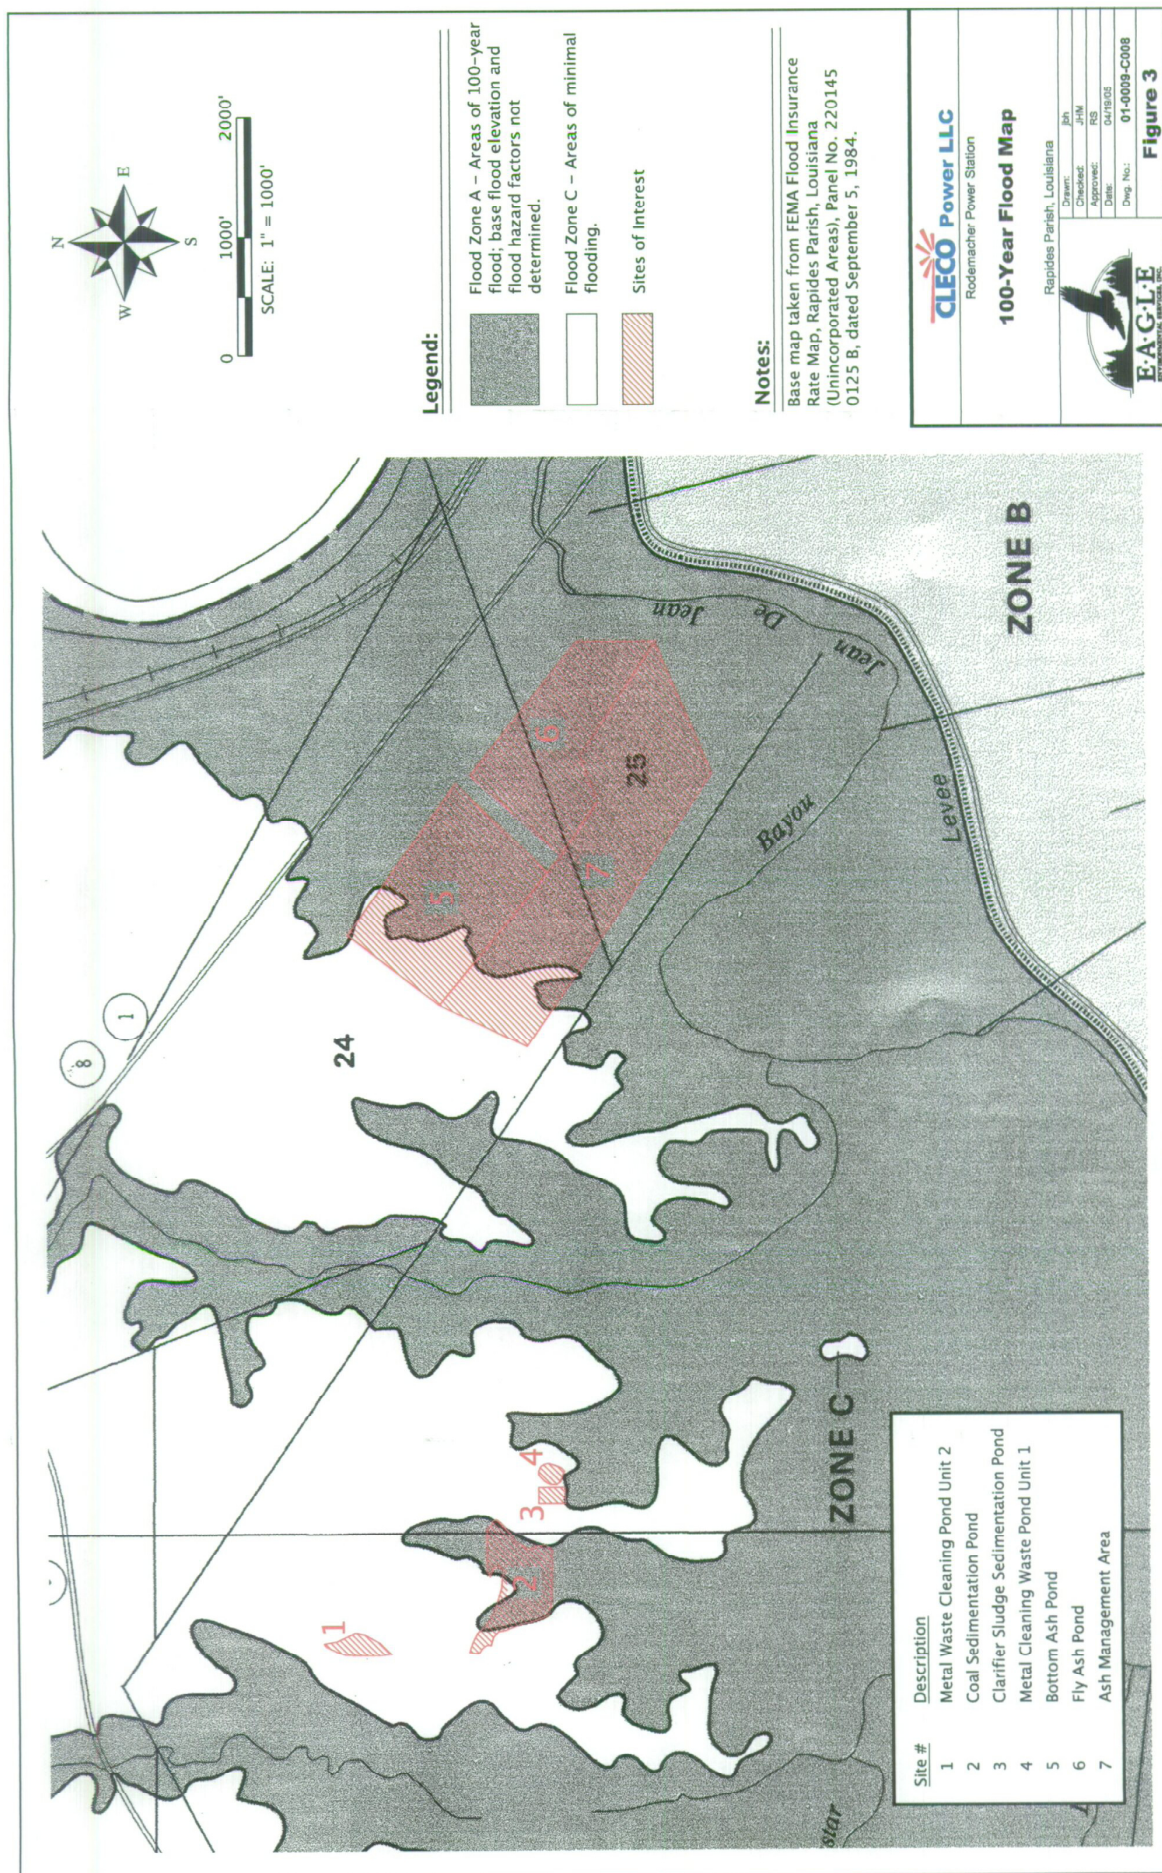 N
E
S
W
0
1000'
2000'
SCALE: 1" = 1000'
Legend:
Flood Zone A – Areas of 100–year
flood; base flood elevation and
flood hazard factors not
determined.
Flood Zone C – Areas of minimal
flooding.
Sites of Interest
Notes:
Base map taken from FEMA Flood Insurance
Rate Map, Rapides Parish, Louisiana
(Unincorporated Areas), Panel No. 220145
0125 B, dated September 5, 1984.
CLECO Power LLC
Rodemacher Power Station
100-Year Flood Map
Rapides Parish, Louisiana
E·A·G·L·E
Drawn: jbh
Checked: JHM
Approved: RS
Date: 04/19/05
Dwg. No.: 01-0009-C008
Figure 3
8
1
24
5
6
25
7
Jean
De
Jean
Bayou
Levee
ZONE B
1
2
3
4
ZONE C
star
Site # Description
1 Metal Waste Cleaning Pond Unit 2
2 Coal Sedimentation Pond
3 Clarifier Sludge Sedimentation Pond
4 Metal Cleaning Waste Pond Unit 1
5 Bottom Ash Pond
6 Fly Ash Pond
7 Ash Management Area